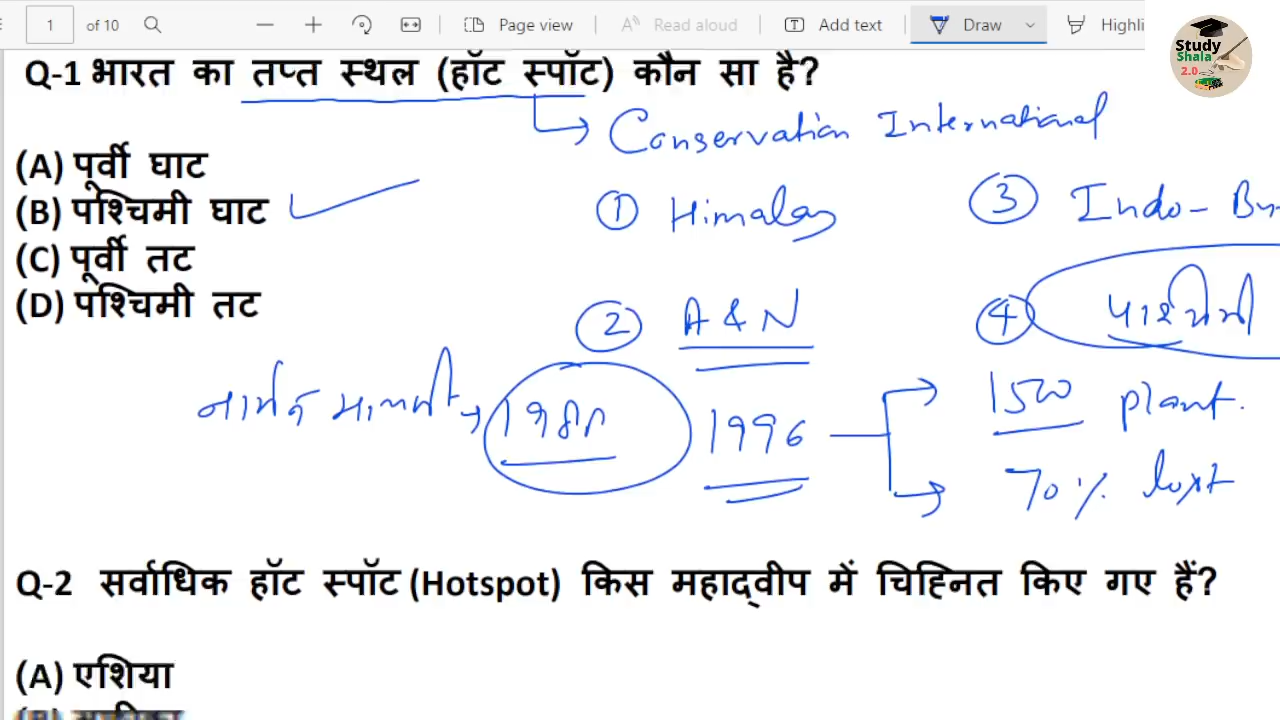 1 of 10 Page view Read aloud Add text Draw Highli
Study
Shala
2.0
Q-1 भारत का तप्त स्थल (हॉट स्पॉट) कौन सा है?
Conservation International
(A) पूर्वी घाट
(B) पश्चिमी घाट
① Himalay ③ Indo-Bu
(C) पूर्वी तट
(D) पश्चिमी तट
② A & N ④
1988 1996 1500 plant.
70% lost
Q-2 सर्वाधिक हॉट स्पॉट (Hotspot) किस महाद्वीप में चिह्नित किए गए हैं?
(A) एशिया